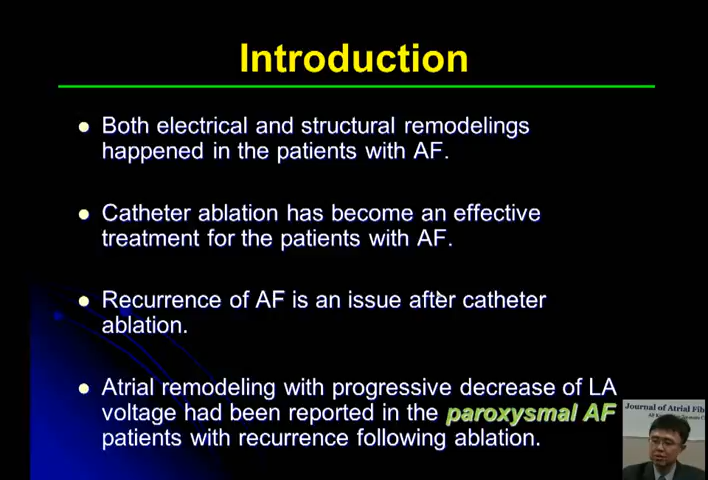 Introduction
Both electrical and structural remodelings
happened in the patients with AF.
Catheter ablation has become an effective
treatment for the patients with AF.
Recurrence of AF is an issue after catheter
ablation.
Atrial remodeling with progressive decrease of LA
voltage had been reported in the paroxysmal AF
patients with recurrence following ablation.
Journal of Atrial Fib